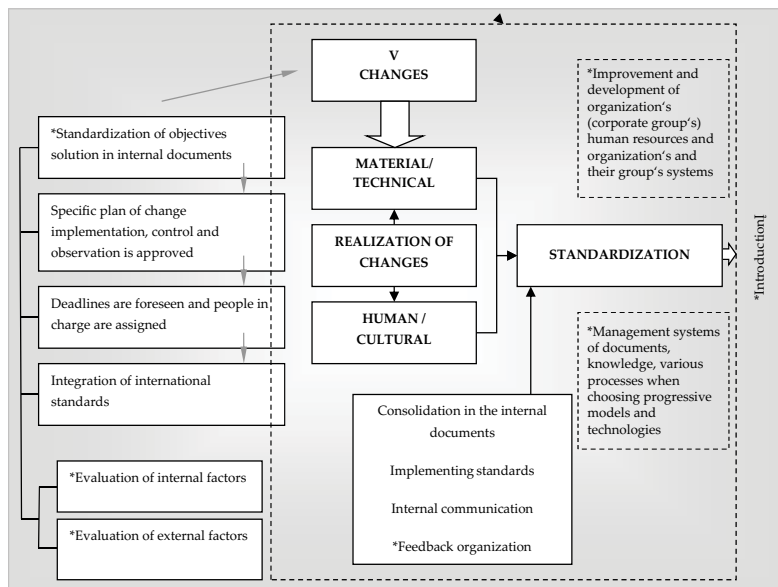 V
CHANGES
*Standardization of objectives
solution in internal documents
Specific plan of change
implementation, control and
observation is approved
Deadlines are foreseen and people in
charge are assigned
Integration of international
standards
*Evaluation of internal factors
*Evaluation of external factors
MATERIAL/
TECHNICAL
REALIZATION OF
CHANGES
HUMAN /
CULTURAL
STANDARDIZATION
Consolidation in the internal
documents
Implementing standards
Internal communication
*Feedback organization
*Improvement and
development of
organization‘s
(corporate group‘s)
human resources and
organization‘s and
their group‘s systems
*Management systems
of documents,
knowledge, various
processes when
choosing progressive
models and
technologies
*Introduction